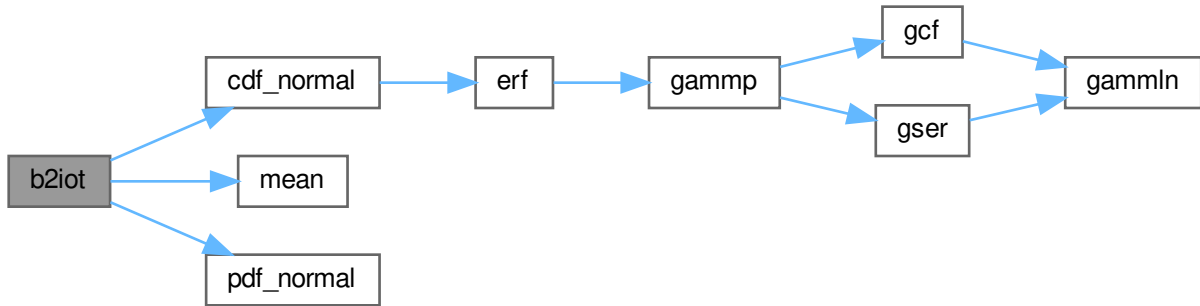 b2iot
cdf_normal
mean
pdf_normal
erf
gammp
gcf
gser
gammln